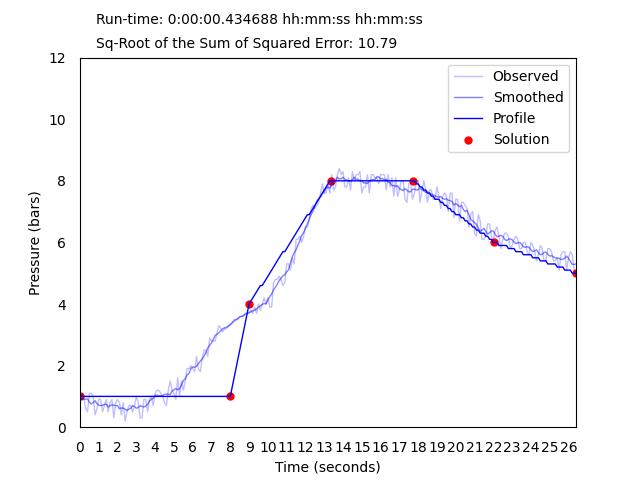 Run-time: 0:00:00.434688 hh:mm:ss hh:mm:ss
Sq-Root of the Sum of Squared Error: 10.79
Observed
Smoothed
Profile
Solution
Pressure (bars)
12
10
8
6
4
2
0
0 1 2 3 4 5 6 7 8 9 10 11 12 13 14 15 16 17 18 19 20 21 22 23 24 25 26
Time (seconds)